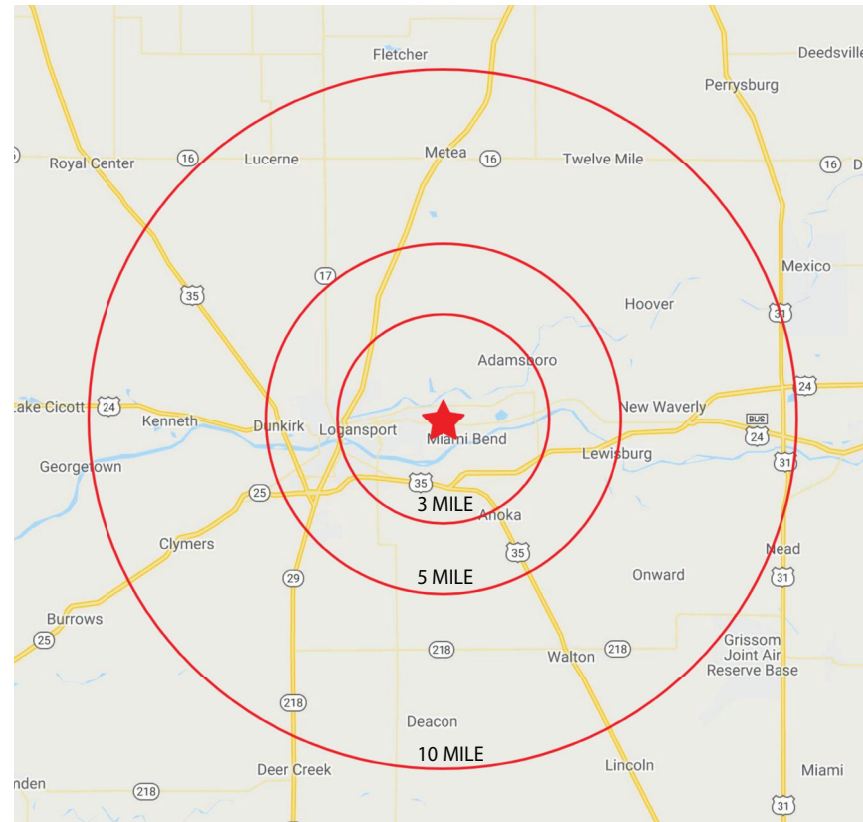 Fletcher
Deedsville
Perrysburg
Royal Center
16
Lucerne
Metea
16
Twelve Mile
16
D
17
Mexico
35
Hoover
31
Adamsboro
24
Lake Cicott
24
Kenneth
Dunkirk
Logansport
Miami Bend
New Waverly
BUS
24
Georgetown
Lewisburg
31
35
25
3 MILE
Anoka
Clymers
35
Nead
29
5 MILE
Onward
31
Burrows
25
218
Walton
218
Grissom
Joint Air
Reserve Base
218
Deacon
10 MILE
Deer Creek
Lincoln
Miami
nden
218
31